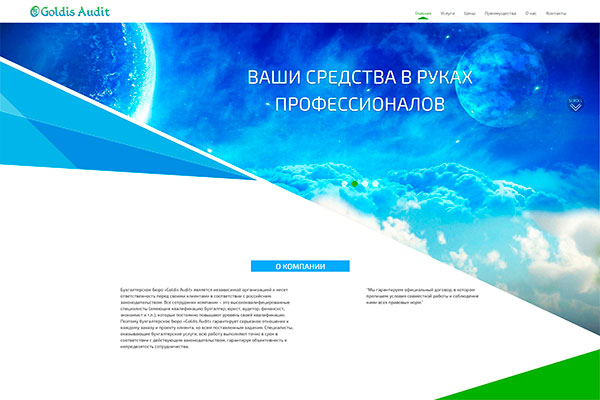 Goldis Audit
Главная Услуги Цены Преимущества О нас Контакты
ВАШИ СРЕДСТВА В РУКАХ
ПРОФЕССИОНАЛОВ
SCROLL
О КОМПАНИИ
Бухгалтерское бюро «Goldis Audit» является независимой организацией и несет
ответственность перед своими клиентами в соответствии с российским
законодательством. Все сотрудники компании – это высококвалифицированные
специалисты (имеющие квалификацию бухгалтер, юрист, аудитор, финансист,
экономист и т.п.), которые постоянно повышают уровень своей квалификации.
Поэтому бухгалтерское бюро «Goldis Audit» гарантирует серьезное отношение к
каждому заказу и проекту клиента, ко всем поставленным задачам. Специалисты,
оказывающие бухгалтерские услуги, всю работу выполняют точно в срок в
соответствии с действующим законодательством, гарантируя объективность и
непредвзятость сотрудничества.
"Мы гарантируем официальный договор, в котором
пропишем условия совместной работы и соблюдение
нами всех правовых норм."